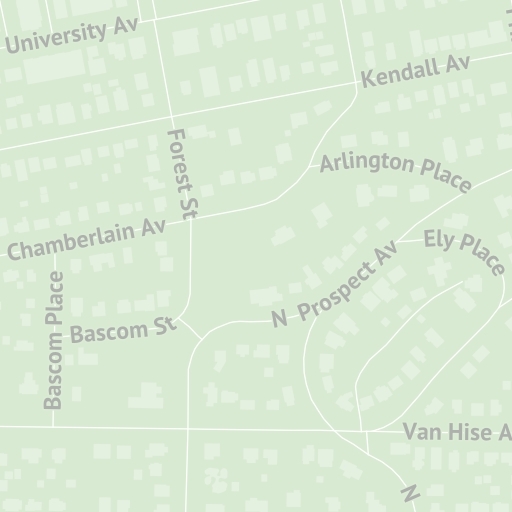 University Av
Kendall Av
Forest St
Arlington Place
Chamberlain Av
Ely Place
N Prospect Av
Bascom Place
Bascom St
Van Hise A
N